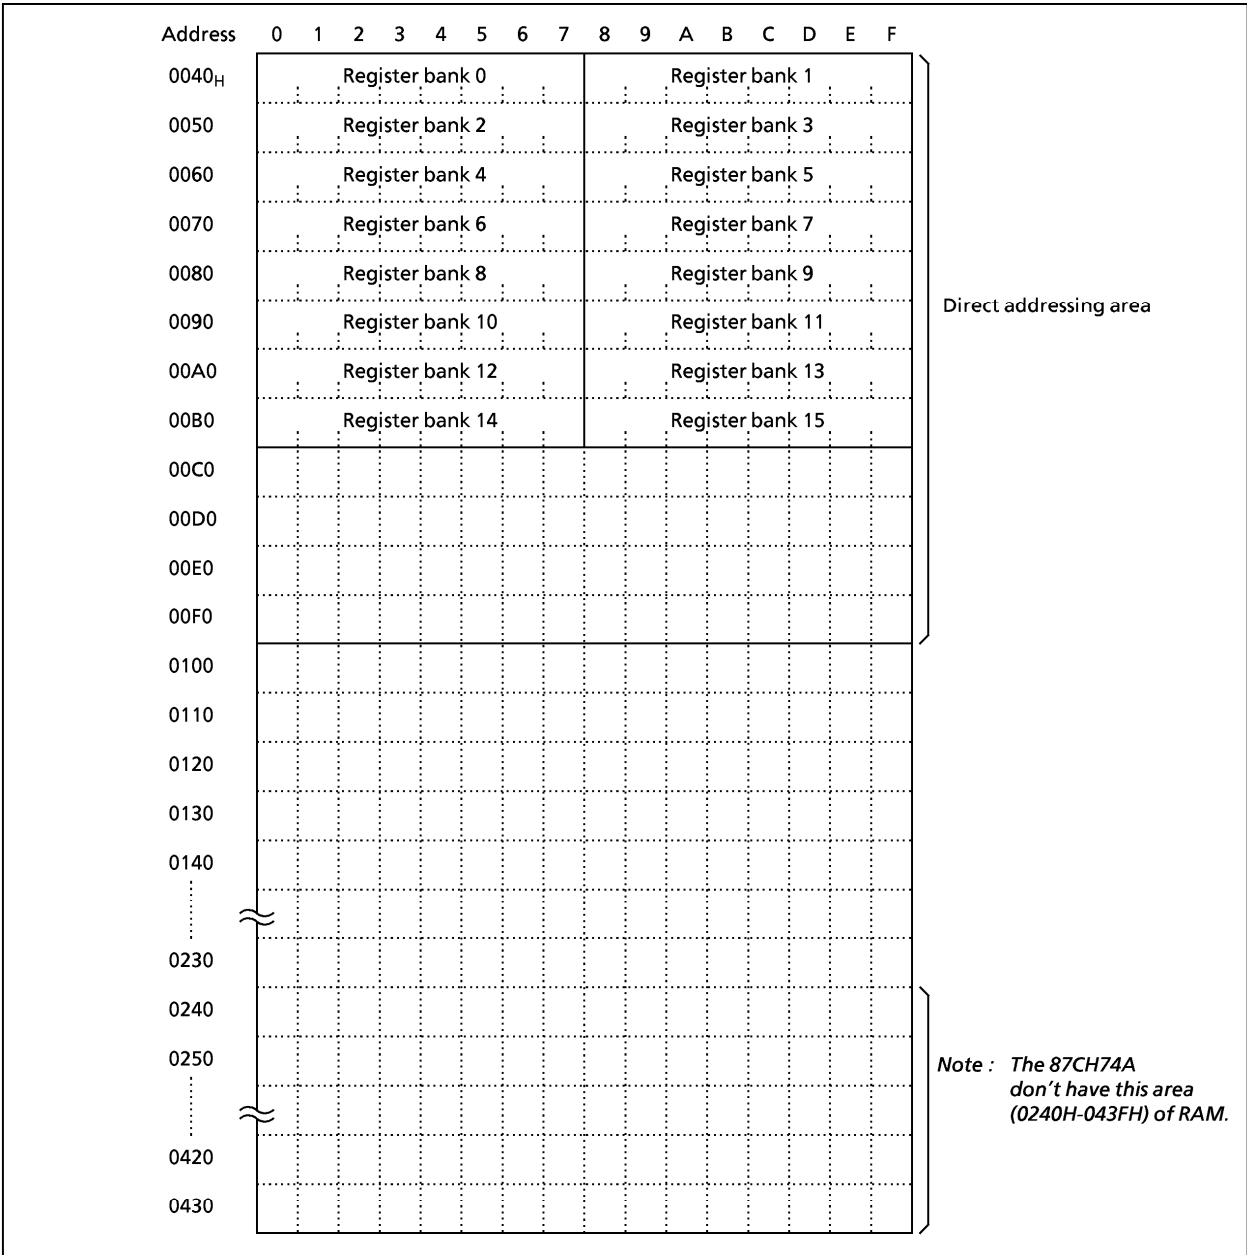 Address 0 1 2 3 4 5 6 7 8 9 A B C D E F
0040H Register bank 0 Register bank 1
0050 Register bank 2 Register bank 3
0060 Register bank 4 Register bank 5
0070 Register bank 6 Register bank 7
0080 Register bank 8 Register bank 9
0090 Register bank 10 Register bank 11
Direct addressing area
00A0 Register bank 12 Register bank 13
00B0 Register bank 14 Register bank 15
00C0
00D0
00E0
00F0
0100
0110
0120
0130
0140
0230
0240
0250
Note : The 87CH74A
don't have this area
(0240H-043FH) of RAM.
0420
0430